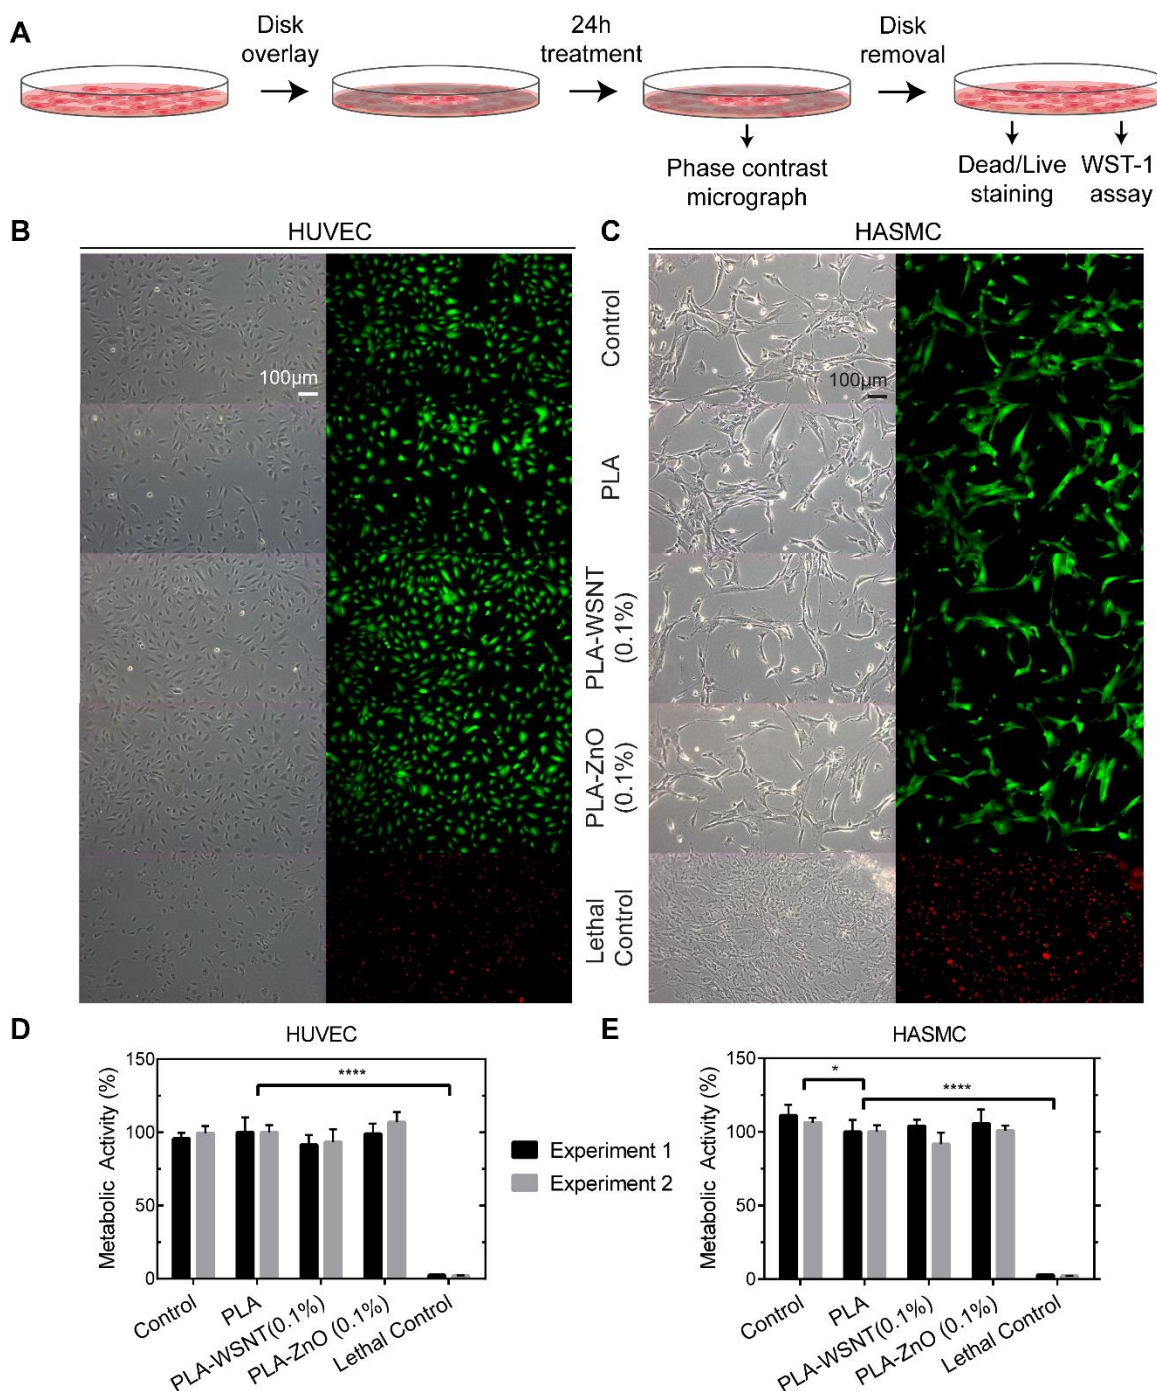 A
Disk
overlay
24h
treatment
Disk
removal
Phase contrast
micrograph
Dead/Live
staining
WST-1
assay
B
HUVEC
C
HASMC
100µm
100µm
Control
PLA
PLA-WSNT
(0.1%)
PLA-ZnO
(0.1%)
Lethal
Control
D
HUVEC
Metabolic Activity (%)
150
100
50
0
****
Control
PLA
PLA-WSNT(0.1%)
PLA-ZnO (0.1%)
Lethal Control
Experiment 1
Experiment 2
E
HASMC
Metabolic Activity (%)
150
100
50
0
*
****
Control
PLA
PLA-WSNT(0.1%)
PLA-ZnO (0.1%)
Lethal Control